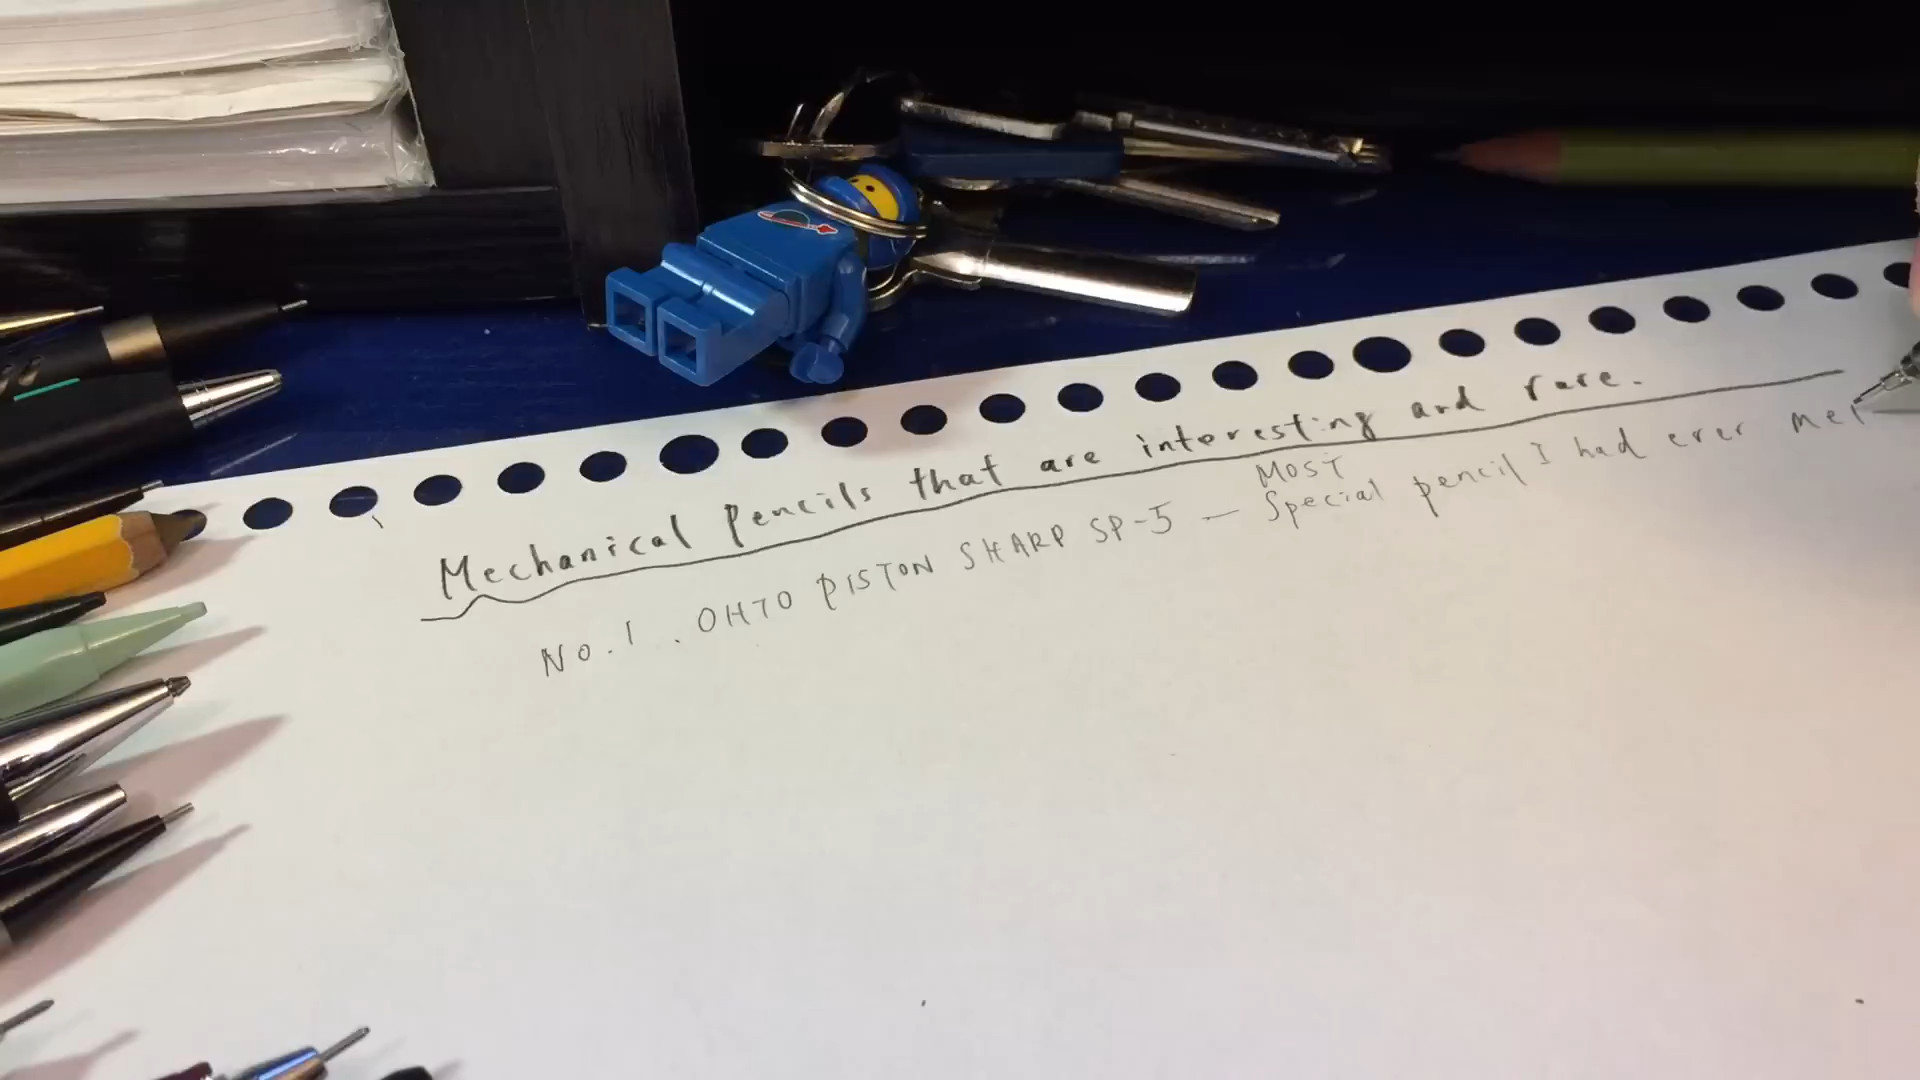 Mechanical pencils that are interesting and rare.
MOST
No.1.. OHTO PISTON SHARP SP-5 — Special pencil I had ever met